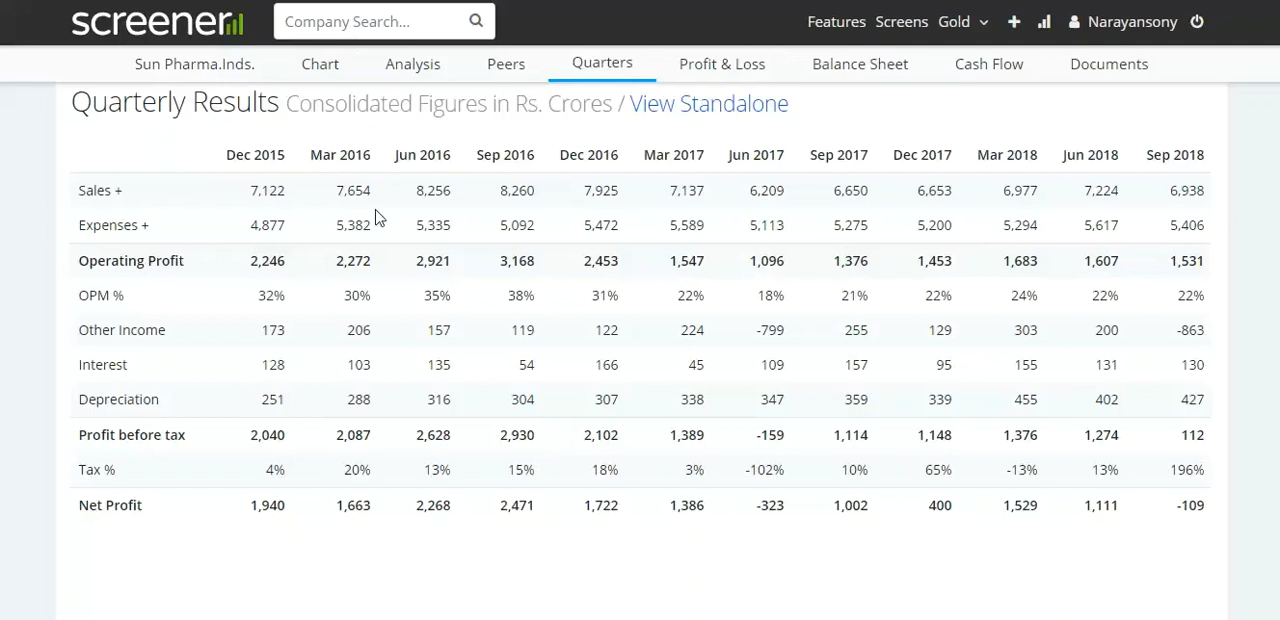 screener Company Search... Features Screens Gold Narayansony
Sun Pharma.Inds. Chart Analysis Peers Quarters Profit & Loss Balance Sheet Cash Flow Documents
Quarterly Results Consolidated Figures in Rs. Crores / View Standalone
Dec 2015 Mar 2016 Jun 2016 Sep 2016 Dec 2016 Mar 2017 Jun 2017 Sep 2017 Dec 2017 Mar 2018 Jun 2018 Sep 2018
Sales + 7,122 7,654 8,256 8,260 7,925 7,137 6,209 6,650 6,653 6,977 7,224 6,938
Expenses + 4,877 5,382 5,335 5,092 5,472 5,589 5,113 5,275 5,200 5,294 5,617 5,406
Operating Profit 2,246 2,272 2,921 3,168 2,453 1,547 1,096 1,376 1,453 1,683 1,607 1,531
OPM % 32% 30% 35% 38% 31% 22% 18% 21% 22% 24% 22% 22%
Other Income 173 206 157 119 122 224 -799 255 129 303 200 -863
Interest 128 103 135 54 166 45 109 157 95 155 131 130
Depreciation 251 288 316 304 307 338 347 359 339 455 402 427
Profit before tax 2,040 2,087 2,628 2,930 2,102 1,389 -159 1,114 1,148 1,376 1,274 112
Tax % 4% 20% 13% 15% 18% 3% -102% 10% 65% -13% 13% 196%
Net Profit 1,940 1,663 2,268 2,471 1,722 1,386 -323 1,002 400 1,529 1,111 -109